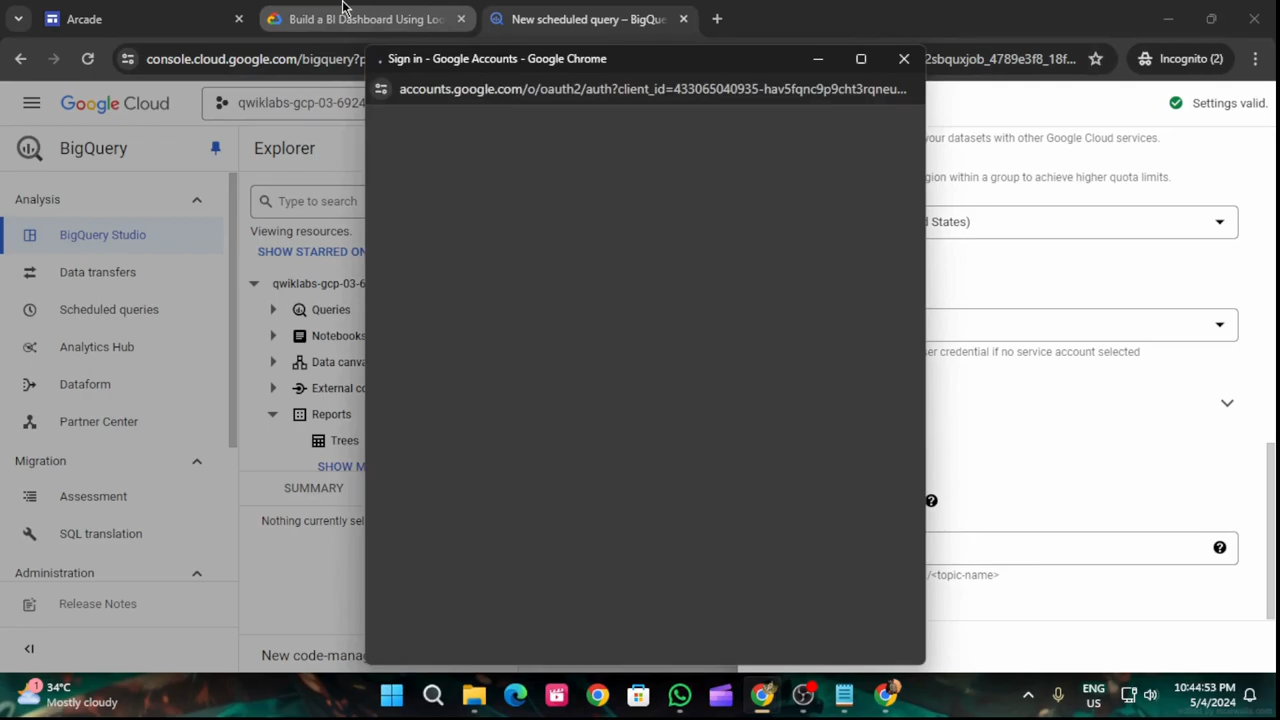 Arcade
Build a BI Dashboard Using Loo
New scheduled query – BigQue
console.cloud.google.com/bigquery?p
2sbquxjob_4789e3f8_18f...
Incognito (2)
Sign in - Google Accounts - Google Chrome
accounts.google.com/o/oauth2/auth?client_id=433065040935-hav5fqnc9p9cht3rqneu...
Google Cloud
qwiklabs-gcp-03-6924
Settings valid.
BigQuery
Explorer
your datasets with other Google Cloud services.
gion within a group to achieve higher quota limits.
Analysis
Type to search
Viewing resources.
SHOW STARRED ON
l States)
BigQuery Studio
Data transfers
Scheduled queries
Analytics Hub
Dataform
Partner Center
qwiklabs-gcp-03-6
Queries
Notebooks
Data canva
External co
Reports
Trees
SHOW M
ser credential if no service account selected
Migration
Assessment
SQL translation
SUMMARY
Nothing currently sel
/<topic-name>
Administration
Release Notes
New code-manag
1
34°C
Mostly cloudy
ENG
US
10:44:53 PM
5/4/2024